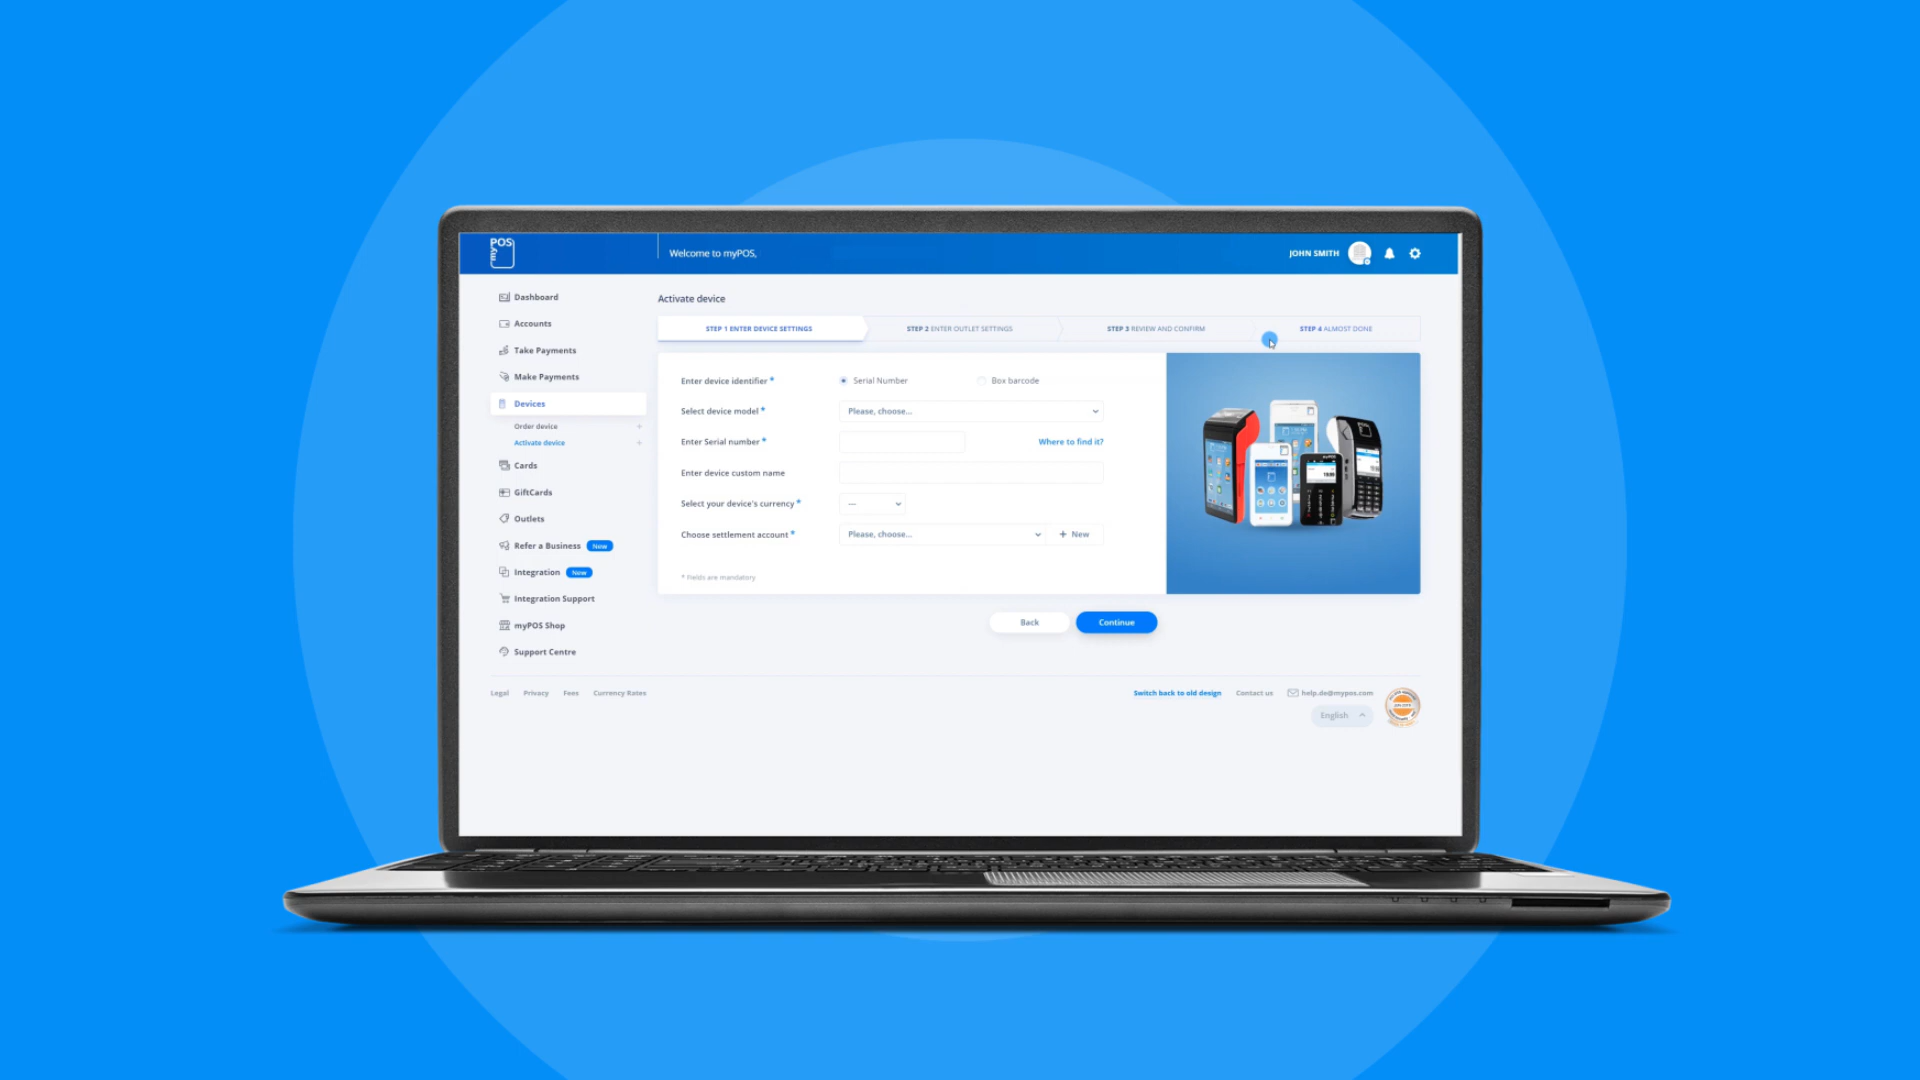 myPOS
Welcome to myPOS,
JOHN SMITH
Dashboard
Accounts
Take Payments
Make Payments
Devices
Order device
Activate device
Cards
GiftCards
Outlets
Refer a Business New
Integration New
Integration Support
myPOS Shop
Support Centre
Activate device
STEP 1 ENTER DEVICE SETTINGS
STEP 2 ENTER OUTLET SETTINGS
STEP 3 REVIEW AND CONFIRM
STEP 4 ALMOST DONE
Enter device identifier *
Serial Number
Box barcode
Select device model *
Please, choose...
Enter Serial number *
Where to find it?
Enter device custom name
Select your device's currency *
---
Choose settlement account *
Please, choose...
+ New
* Fields are mandatory
Back
Continue
Legal Privacy Fees Currency Rates
Switch back to old design Contact us help.de@mypos.com
English